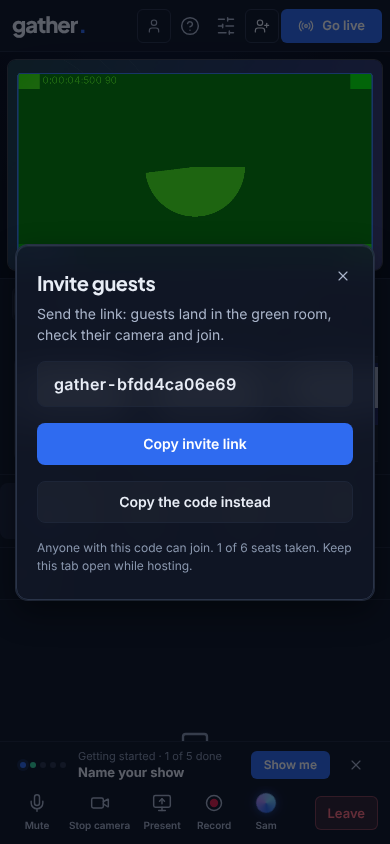 gather.
Go live
0:00:04:500 90
Invite guests
Send the link: guests land in the green room,
check their camera and join.
gather-bfdd4ca06e69
Copy invite link
Copy the code instead
Anyone with this code can join. 1 of 6 seats taken. Keep
this tab open while hosting.
Getting started · 1 of 5 done
Name your show
Show me
Mute
Stop camera
Present
Record
Sam
Leave